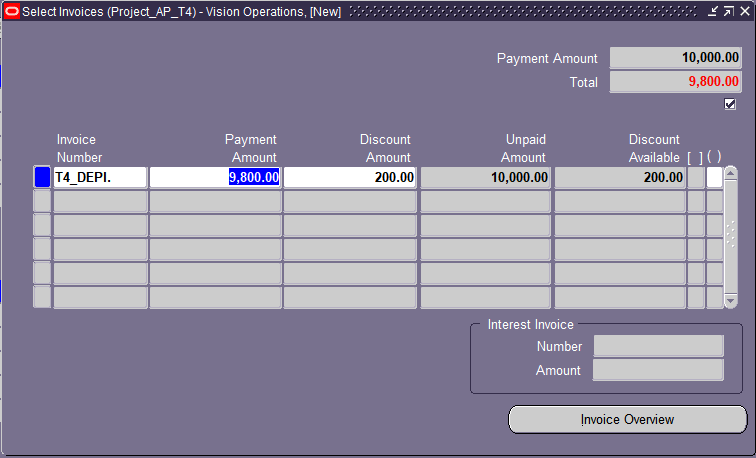 Select Invoices (Project_AP_T4) - Vision Operations, [New]
Payment Amount 10,000.00
Total 9,800.00
Invoice Number Payment Amount Discount Amount Unpaid Amount Discount Available [ ] ( )
T4_DEPI. 9,800.00 200.00 10,000.00 200.00
Interest Invoice
Number
Amount
Invoice Overview